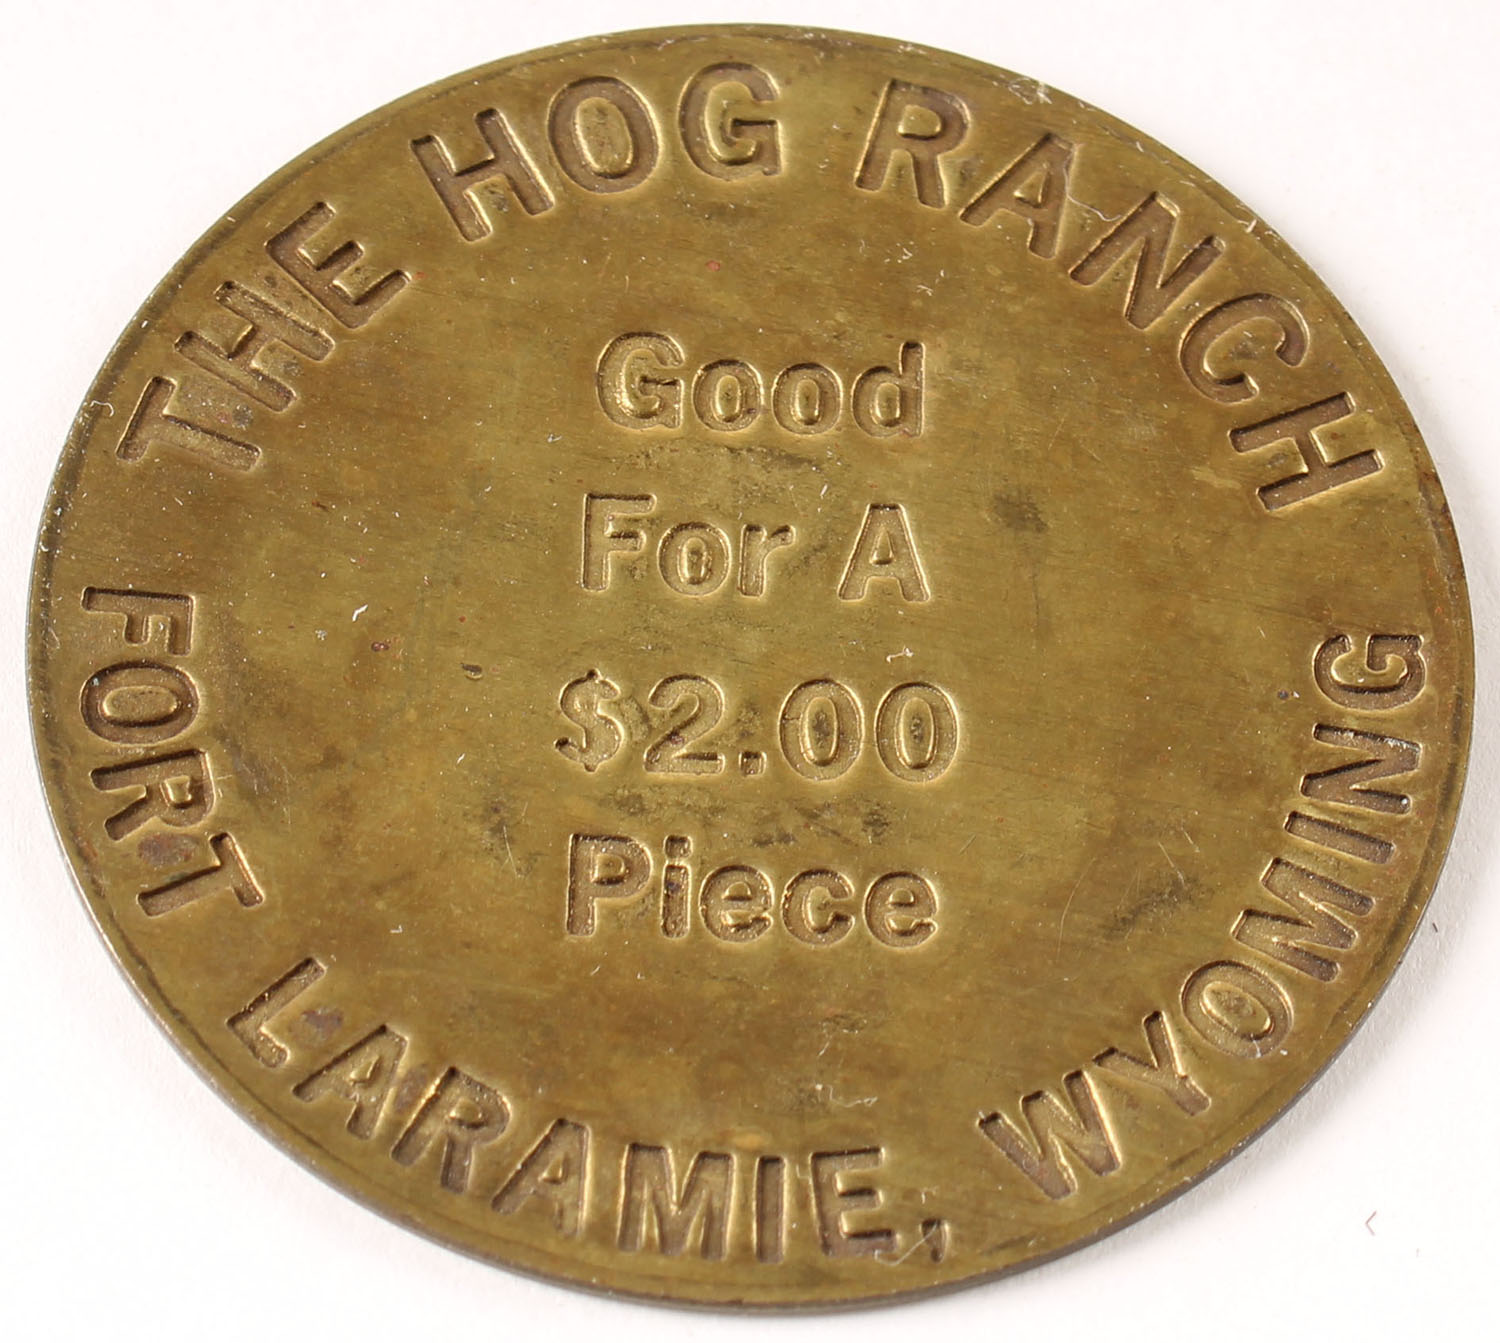 THE HOG RANCH
Good
For A
$2.00
Piece
FORT LARAMIE, WYOMING